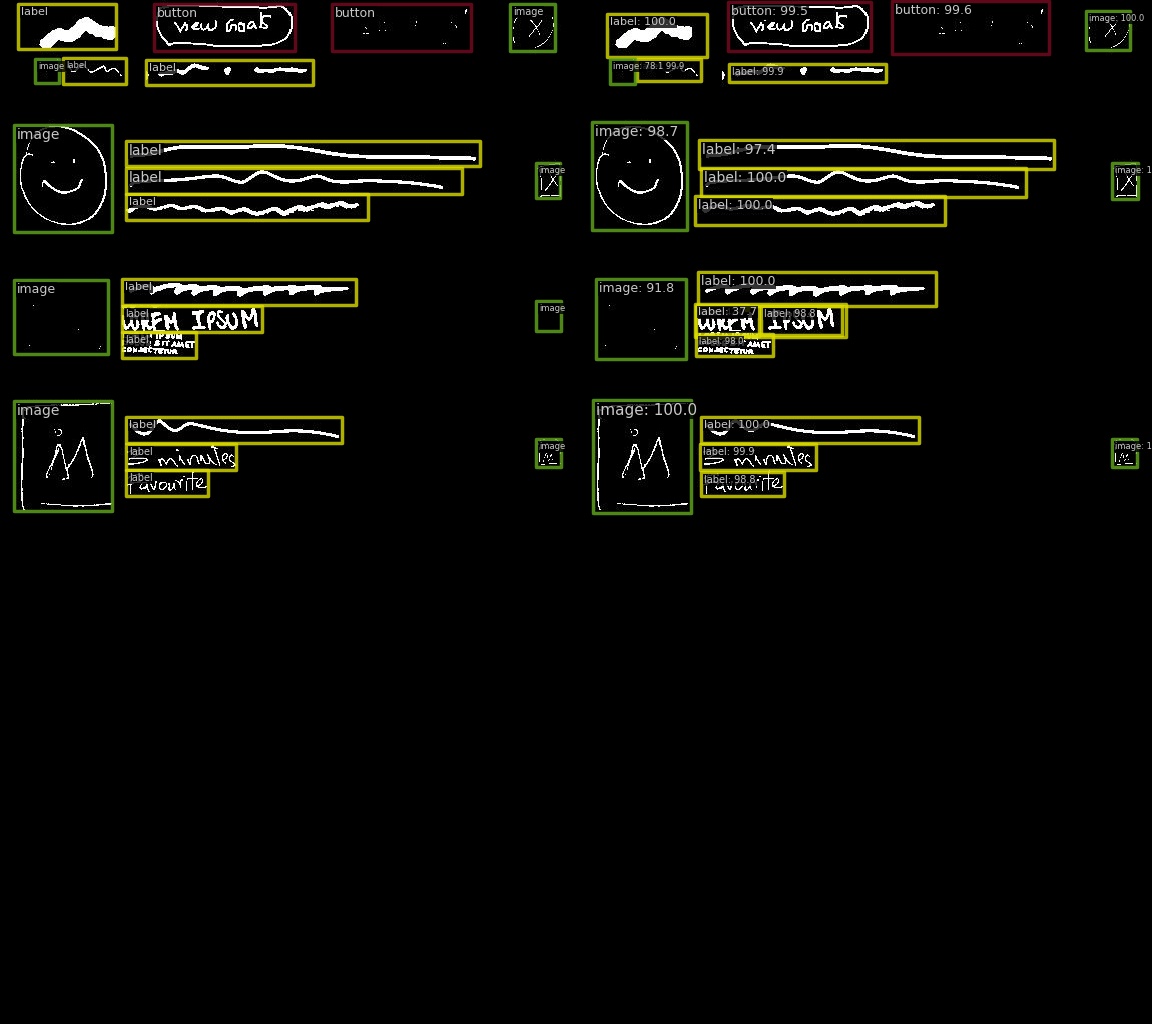 label button button image label: 100.0 button: 99.5 button: 99.6 image: 100.0
View Goals View Goals
image label label image: 78.1 99.9 label: 99.9
image label image image: 98.7 label: 97.4 image: 1
label label: 100.0
label label: 100.0
image label image image: 91.8 label: 100.0
label IPSUM label: 37.7 label: 98.8 IPSUM
label IPSUM SIT AMET label: 98.0 AMET
CONSECTETUR CONSECTETUR
image label image image: 100.0 label: 100.0 image: 1
label minutes label: 99.9 minutes
label Favourite label: 98.8